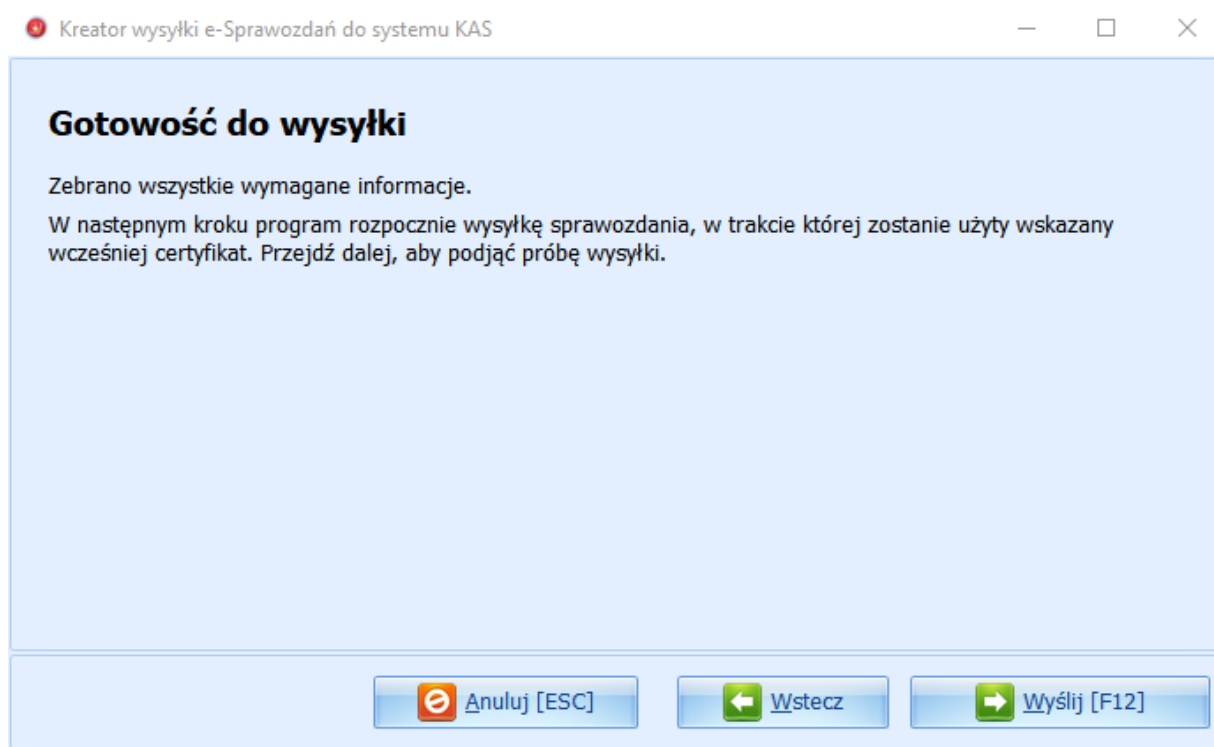 Kreator wysyłki e-Sprawozdań do systemu KAS
Gotowość do wysyłki
Zebrano wszystkie wymagane informacje.
W następnym kroku program rozpocznie wysyłkę sprawozdania, w trakcie której zostanie użyty wskazany
wcześniej certyfikat. Przejdź dalej, aby podjąć próbę wysyłki.
Anuluj [ESC] Wstecz Wyślij [F12]